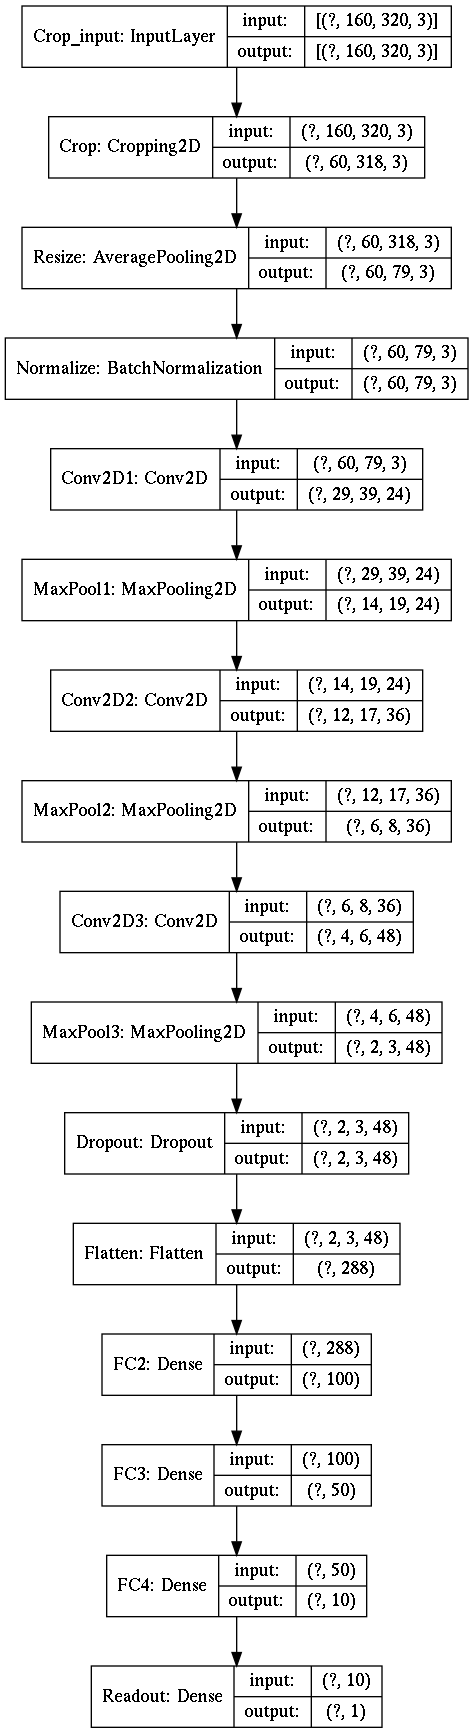 Crop_input: InputLayer
input: [(?, 160, 320, 3)]
output: [(?, 160, 320, 3)]
Crop: Cropping2D
input: (?, 160, 320, 3)
output: (?, 60, 318, 3)
Resize: AveragePooling2D
input: (?, 60, 318, 3)
output: (?, 60, 79, 3)
Normalize: BatchNormalization
input: (?, 60, 79, 3)
output: (?, 60, 79, 3)
Conv2D1: Conv2D
input: (?, 60, 79, 3)
output: (?, 29, 39, 24)
MaxPool1: MaxPooling2D
input: (?, 29, 39, 24)
output: (?, 14, 19, 24)
Conv2D2: Conv2D
input: (?, 14, 19, 24)
output: (?, 12, 17, 36)
MaxPool2: MaxPooling2D
input: (?, 12, 17, 36)
output: (?, 6, 8, 36)
Conv2D3: Conv2D
input: (?, 6, 8, 36)
output: (?, 4, 6, 48)
MaxPool3: MaxPooling2D
input: (?, 4, 6, 48)
output: (?, 2, 3, 48)
Dropout: Dropout
input: (?, 2, 3, 48)
output: (?, 2, 3, 48)
Flatten: Flatten
input: (?, 2, 3, 48)
output: (?, 288)
FC2: Dense
input: (?, 288)
output: (?, 100)
FC3: Dense
input: (?, 100)
output: (?, 50)
FC4: Dense
input: (?, 50)
output: (?, 10)
Readout: Dense
input: (?, 10)
output: (?, 1)